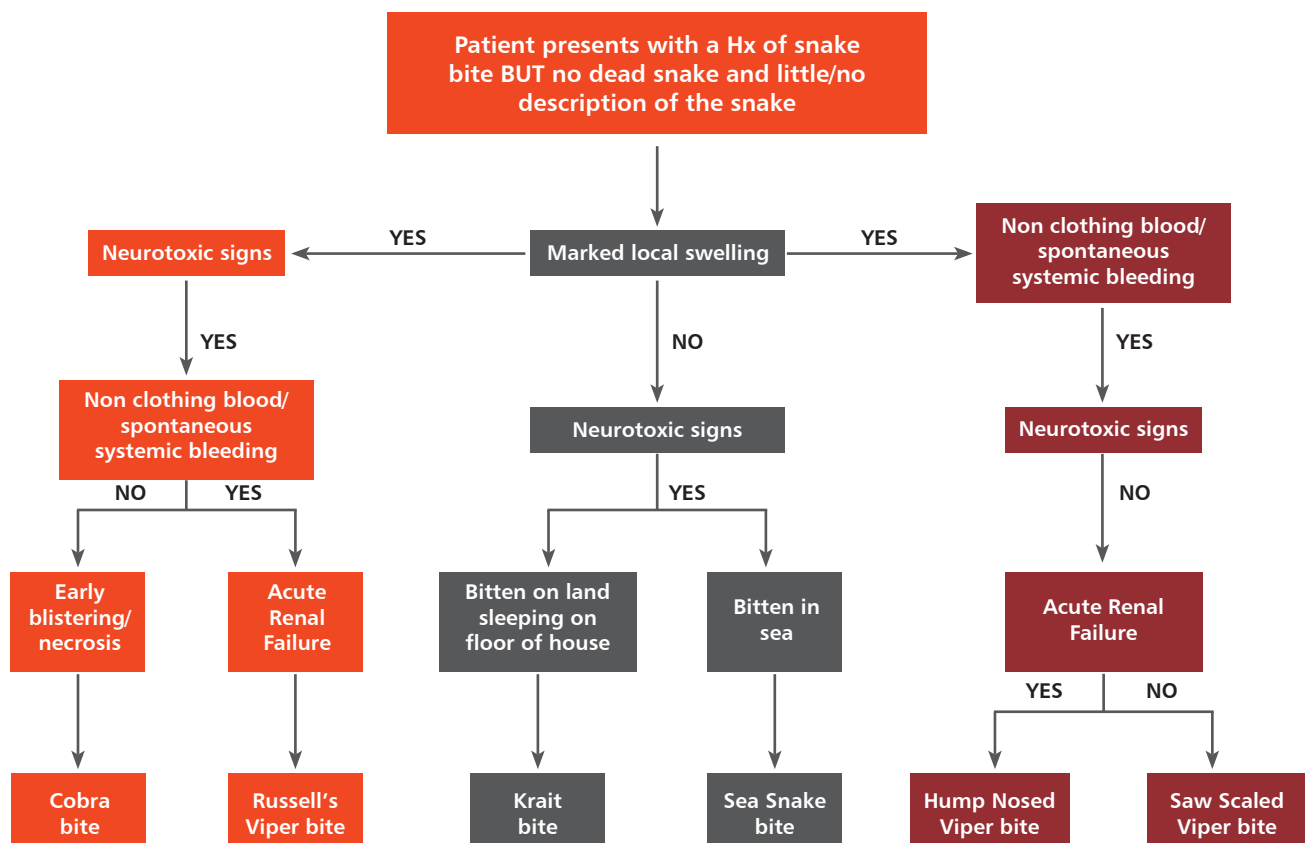 Patient presents with a Hx of snake
bite BUT no dead snake and little/no
description of the snake
YES
YES
Neurotoxic signs
Marked local swelling
Non clothing blood/
spontaneous
systemic bleeding
YES
NO
YES
Non clothing blood/
spontaneous
systemic bleeding
Neurotoxic signs
Neurotoxic signs
NO
YES
YES
NO
Early
blistering/
necrosis
Acute
Renal
Failure
Bitten on land
sleeping on
floor of house
Bitten in
sea
Acute Renal
Failure
YES
NO
Cobra
bite
Russell's
Viper bite
Krait
bite
Sea Snake
bite
Hump Nosed
Viper bite
Saw Scaled
Viper bite